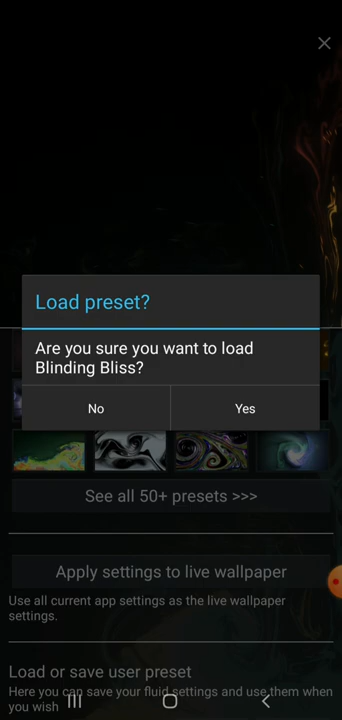 Load preset?
Are you sure you want to load
Blinding Bliss?
No
Yes
See all 50+ presets >>>
Apply settings to live wallpaper
Use all current app settings as the live wallpaper
settings.
Load or save user preset
Here you can save your fluid settings and use them when
you wish